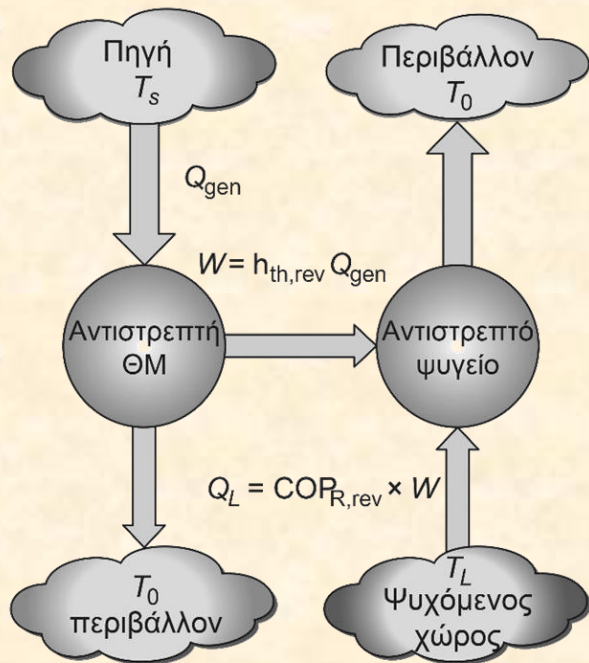 Πηγή
T_s
Περιβάλλον
T_0
Q_gen
W = h_th,rev Q_gen
Αντιστρεπτή
ΘΜ
Αντιστρεπτό
ψυγείο
Q_L = COP_R,rev × W
T_0
περιβάλλον
T_L
Ψυχόμενος
χώρος